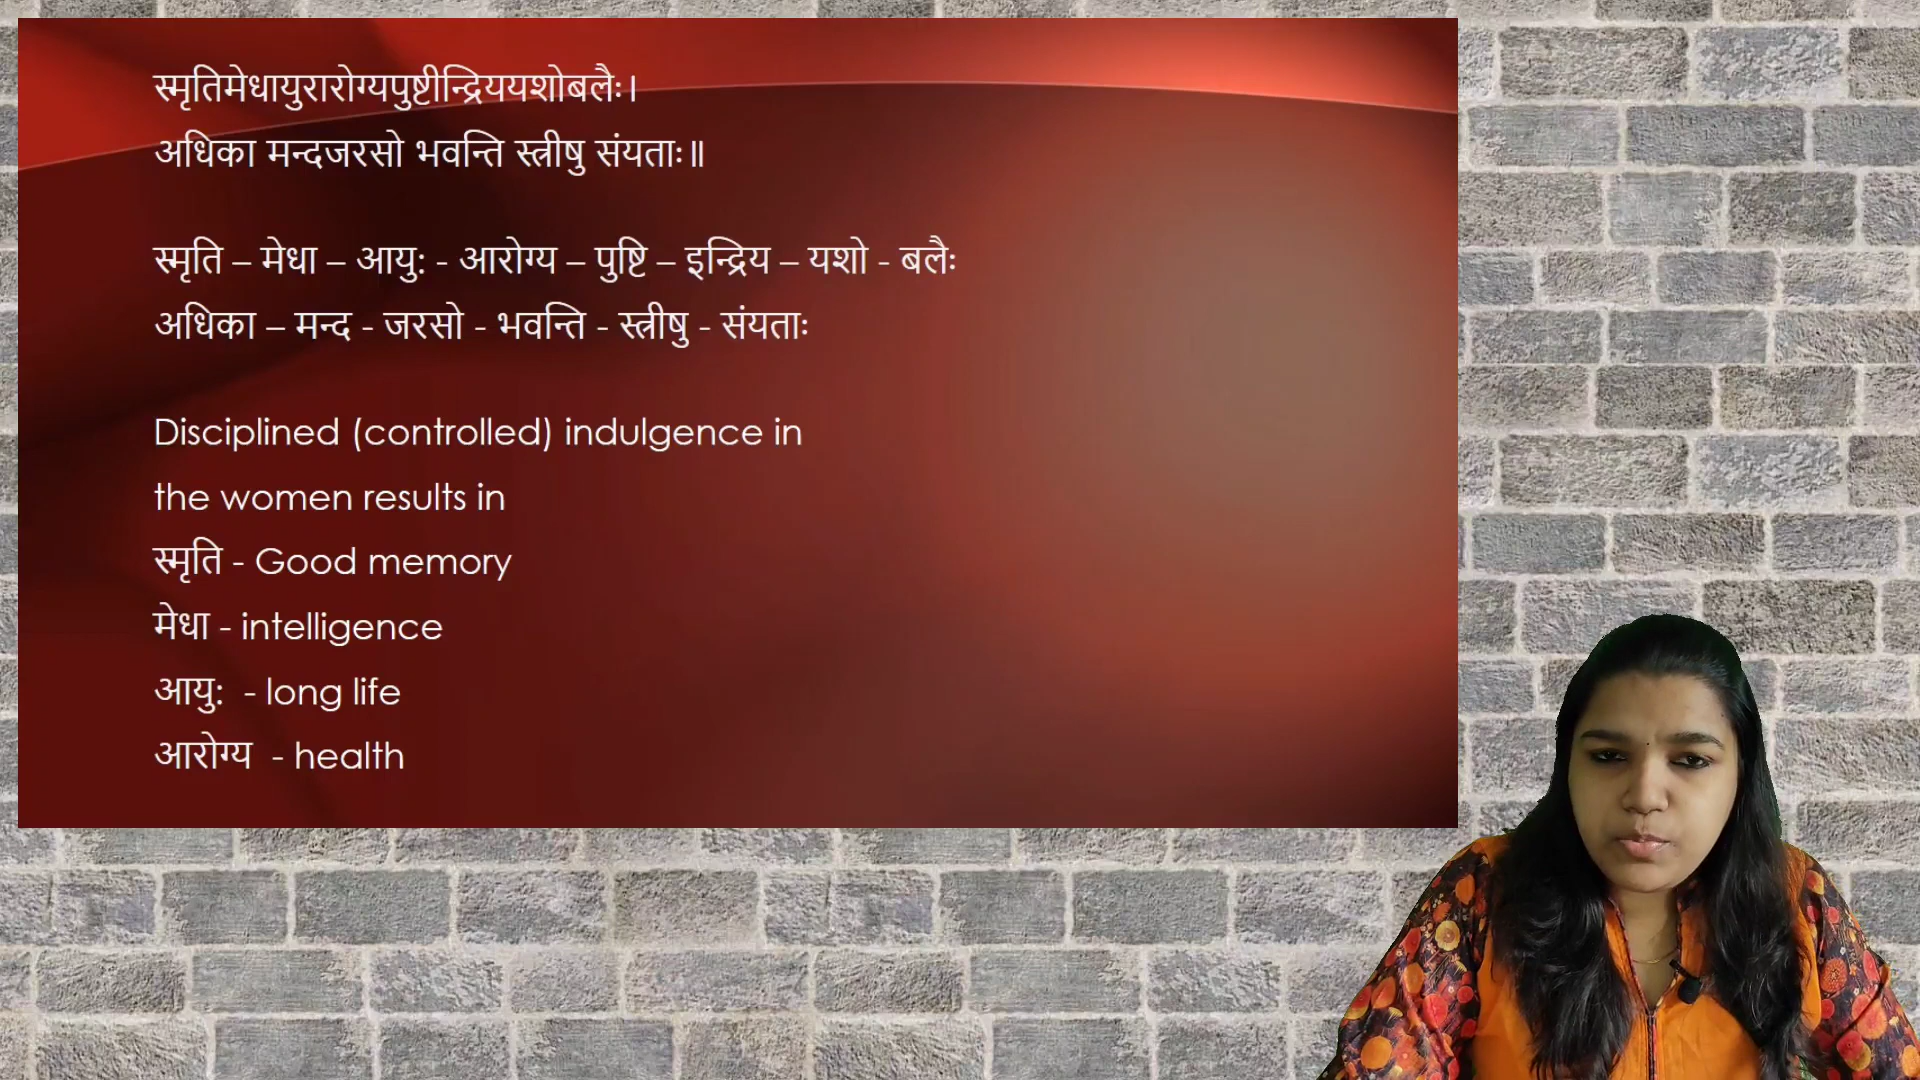 स्मृतिमेधायुरारोग्यपुष्टीन्द्रिययशोबलैः।
अधिका मन्दजरसो भवन्ति स्त्रीषु संयताः॥
स्मृति – मेधा – आयु: - आरोग्य – पुष्टि – इन्द्रिय – यशो - बलैः
अधिका – मन्द - जरसो - भवन्ति - स्त्रीषु - संयताः
Disciplined (controlled) indulgence in
the women results in
स्मृति - Good memory
मेधा - intelligence
आयु: - long life
आरोग्य - health